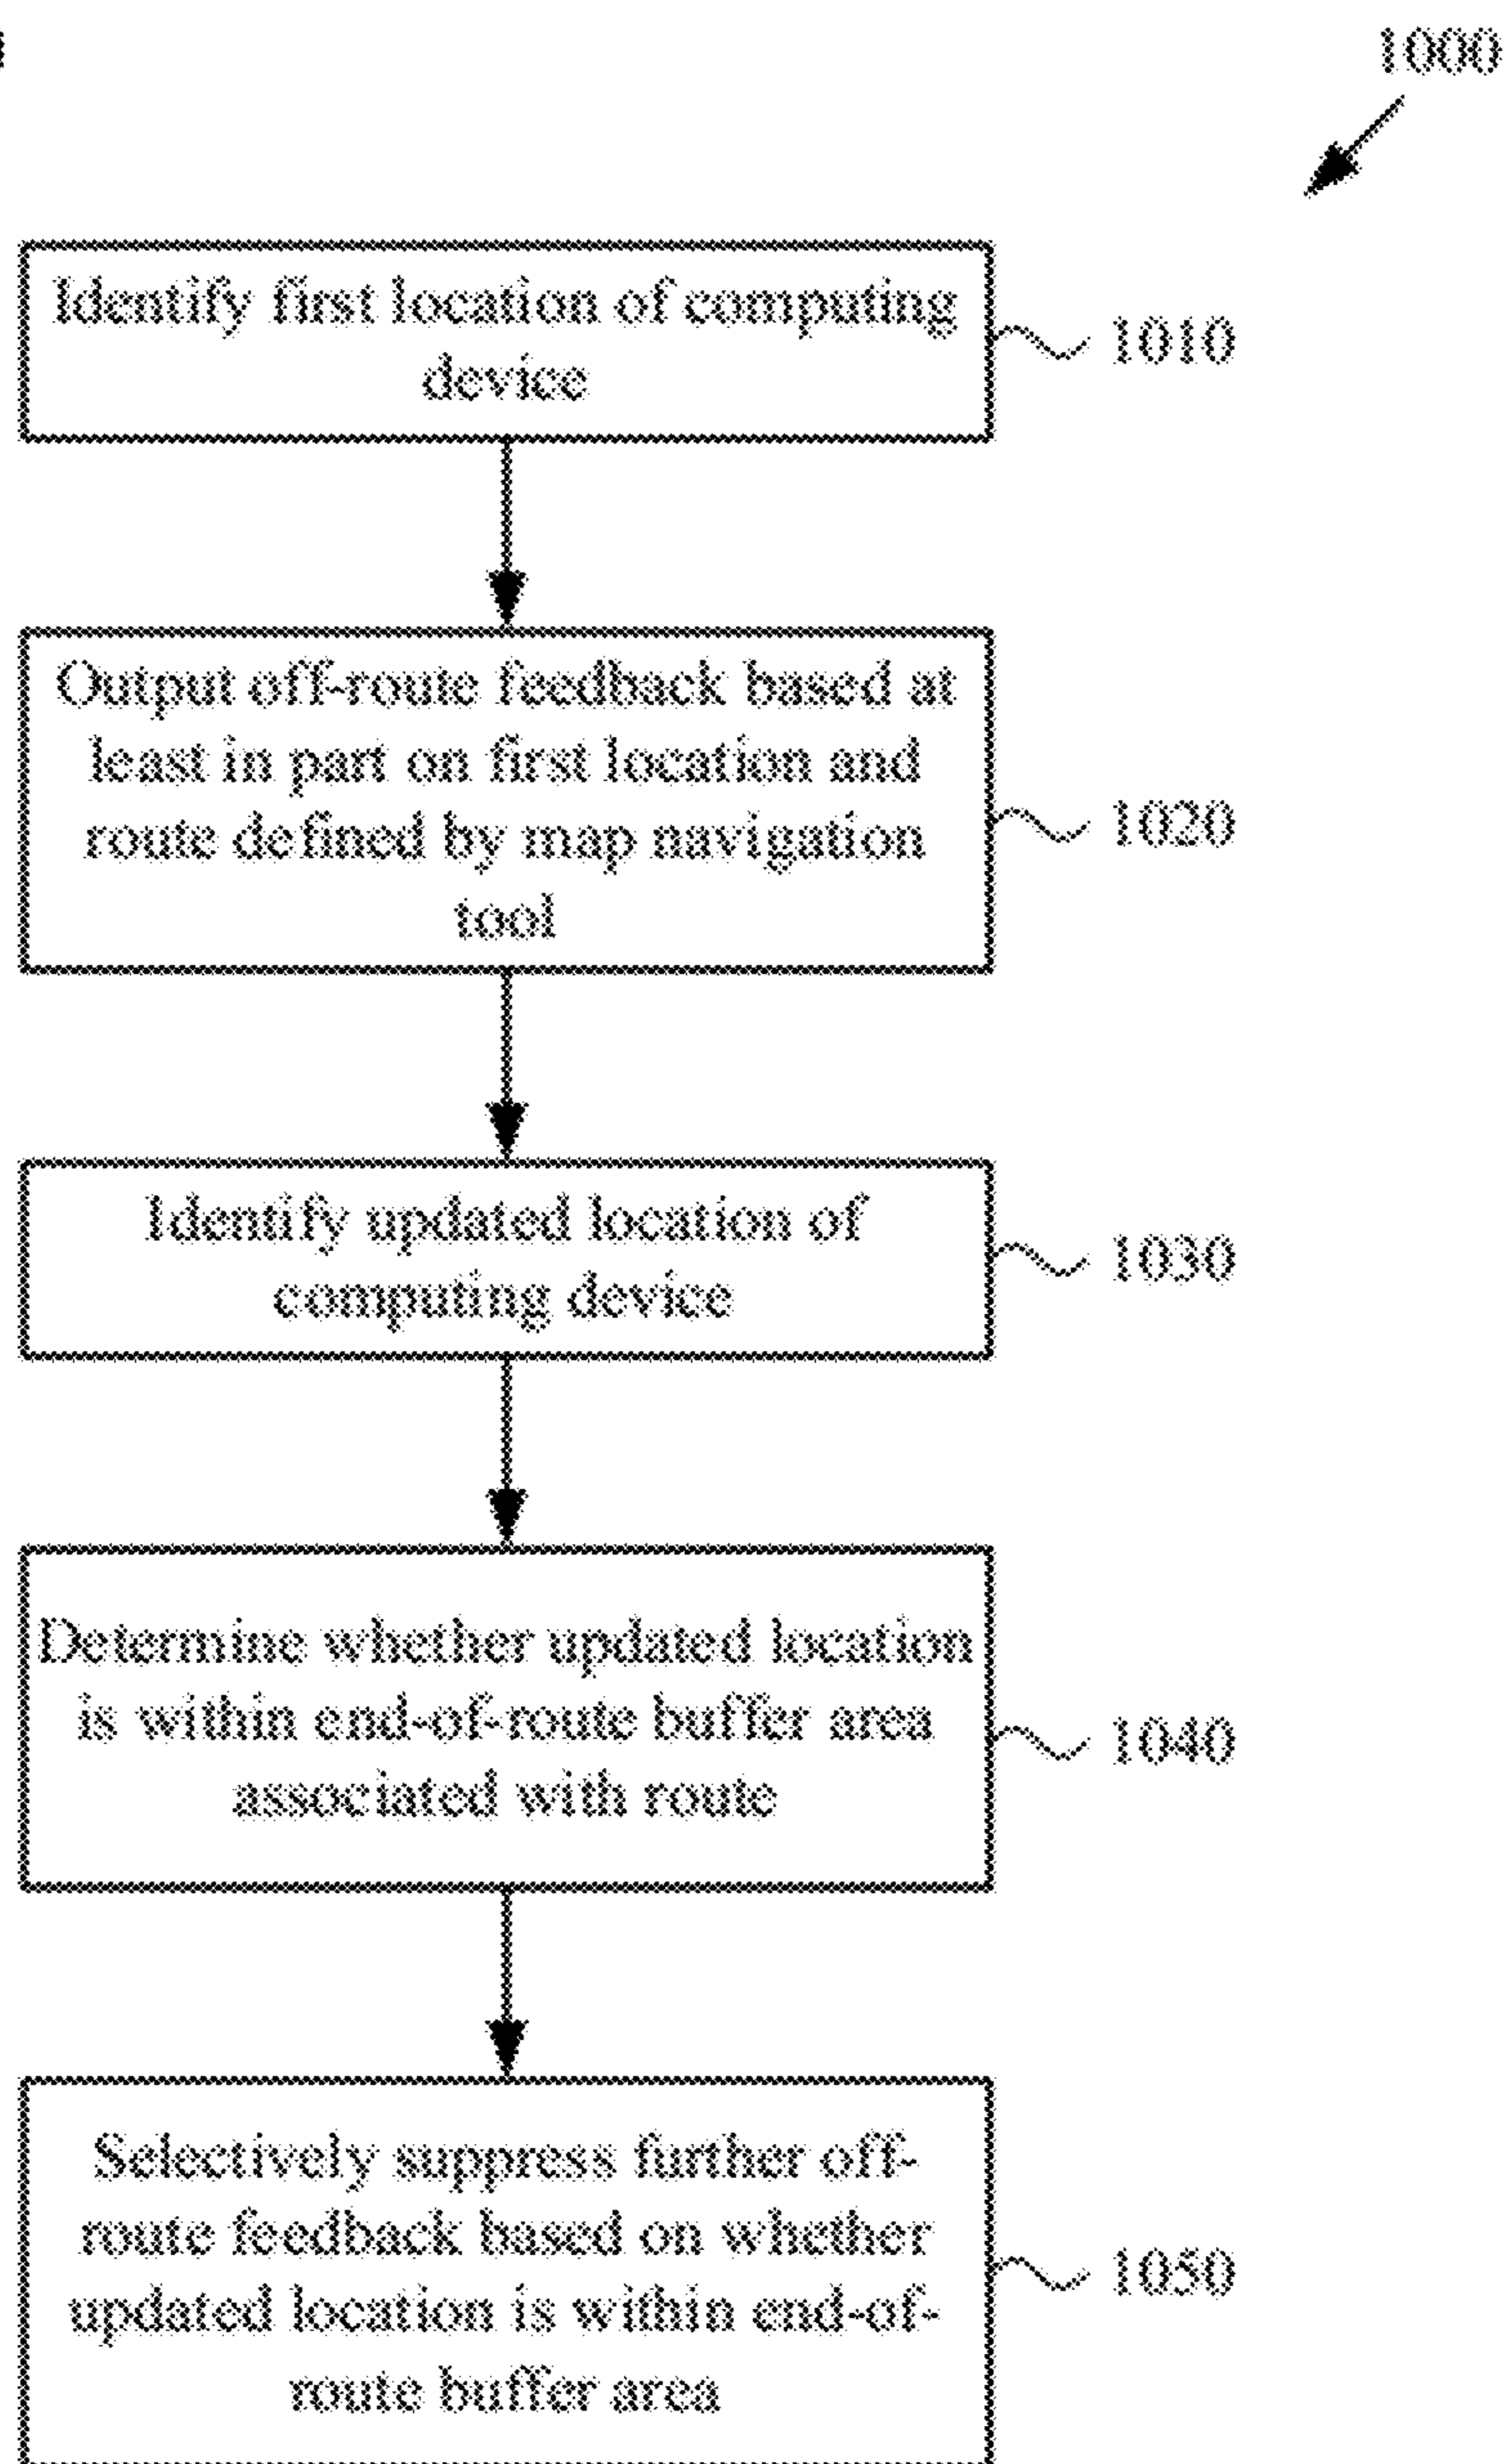 1000
Identify first location of computing
device
1010
Output off-route feedback based at
least in part on first location and
route defined by map navigation
tool
1020
Identify updated location of
computing device
1030
Determine whether updated location
is within end-of-route buffer area
associated with route
1040
Selectively suppress further off-
route feedback based on whether
updated location is within end-of-
route buffer area
1050